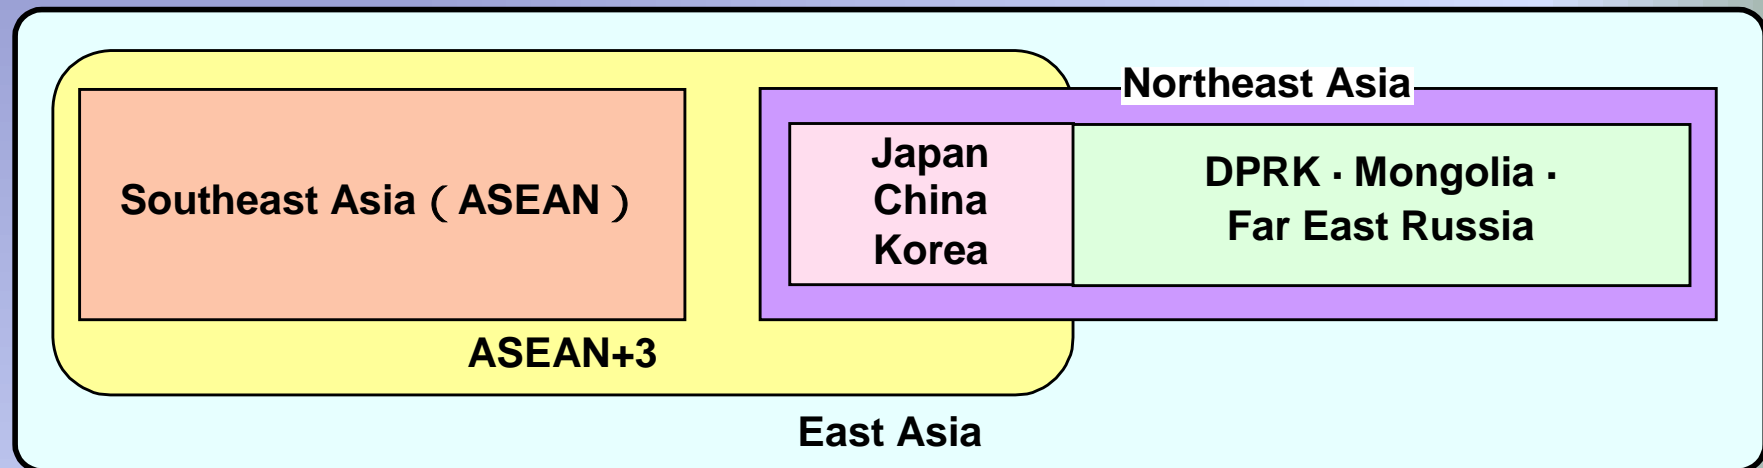 Northeast Asia
Southeast Asia（ASEAN）
Japan
China
Korea
DPRK・Mongolia・
Far East Russia
ASEAN+3
East Asia